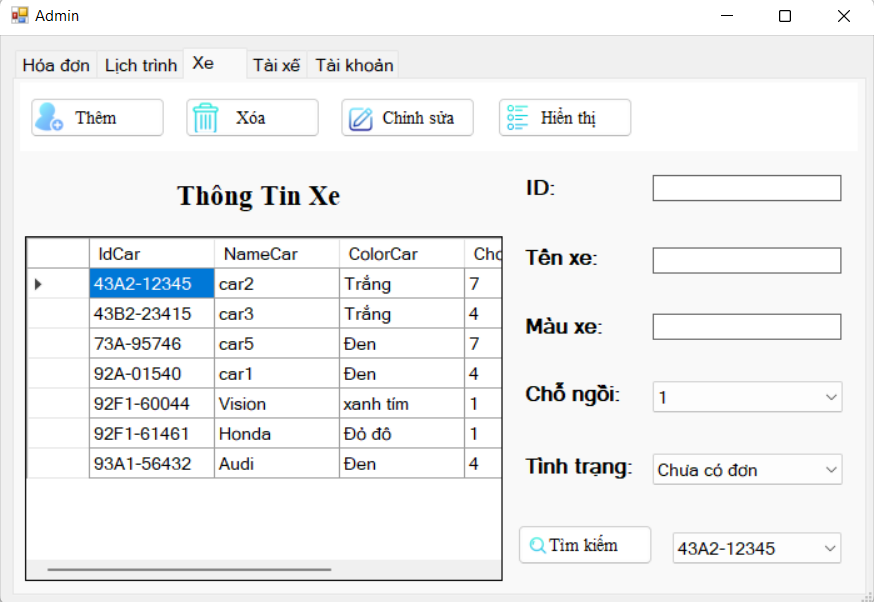 Admin
Hóa đơn Lịch trình Xe Tài xế Tài khoản
Thêm Xóa Chỉnh sửa Hiển thị
Thông Tin Xe
IdCar NameCar ColorCar Cho
43A2-12345 car2 Trắng 7
43B2-23415 car3 Trắng 4
73A-95746 car5 Đen 7
92A-01540 car1 Đen 4
92F1-60044 Vision xanh tím 1
92F1-61461 Honda Đỏ đô 1
93A1-56432 Audi Đen 4
ID:
Tên xe:
Màu xe:
Chỗ ngồi: 1
Tình trạng: Chưa có đơn
Tìm kiếm 43A2-12345